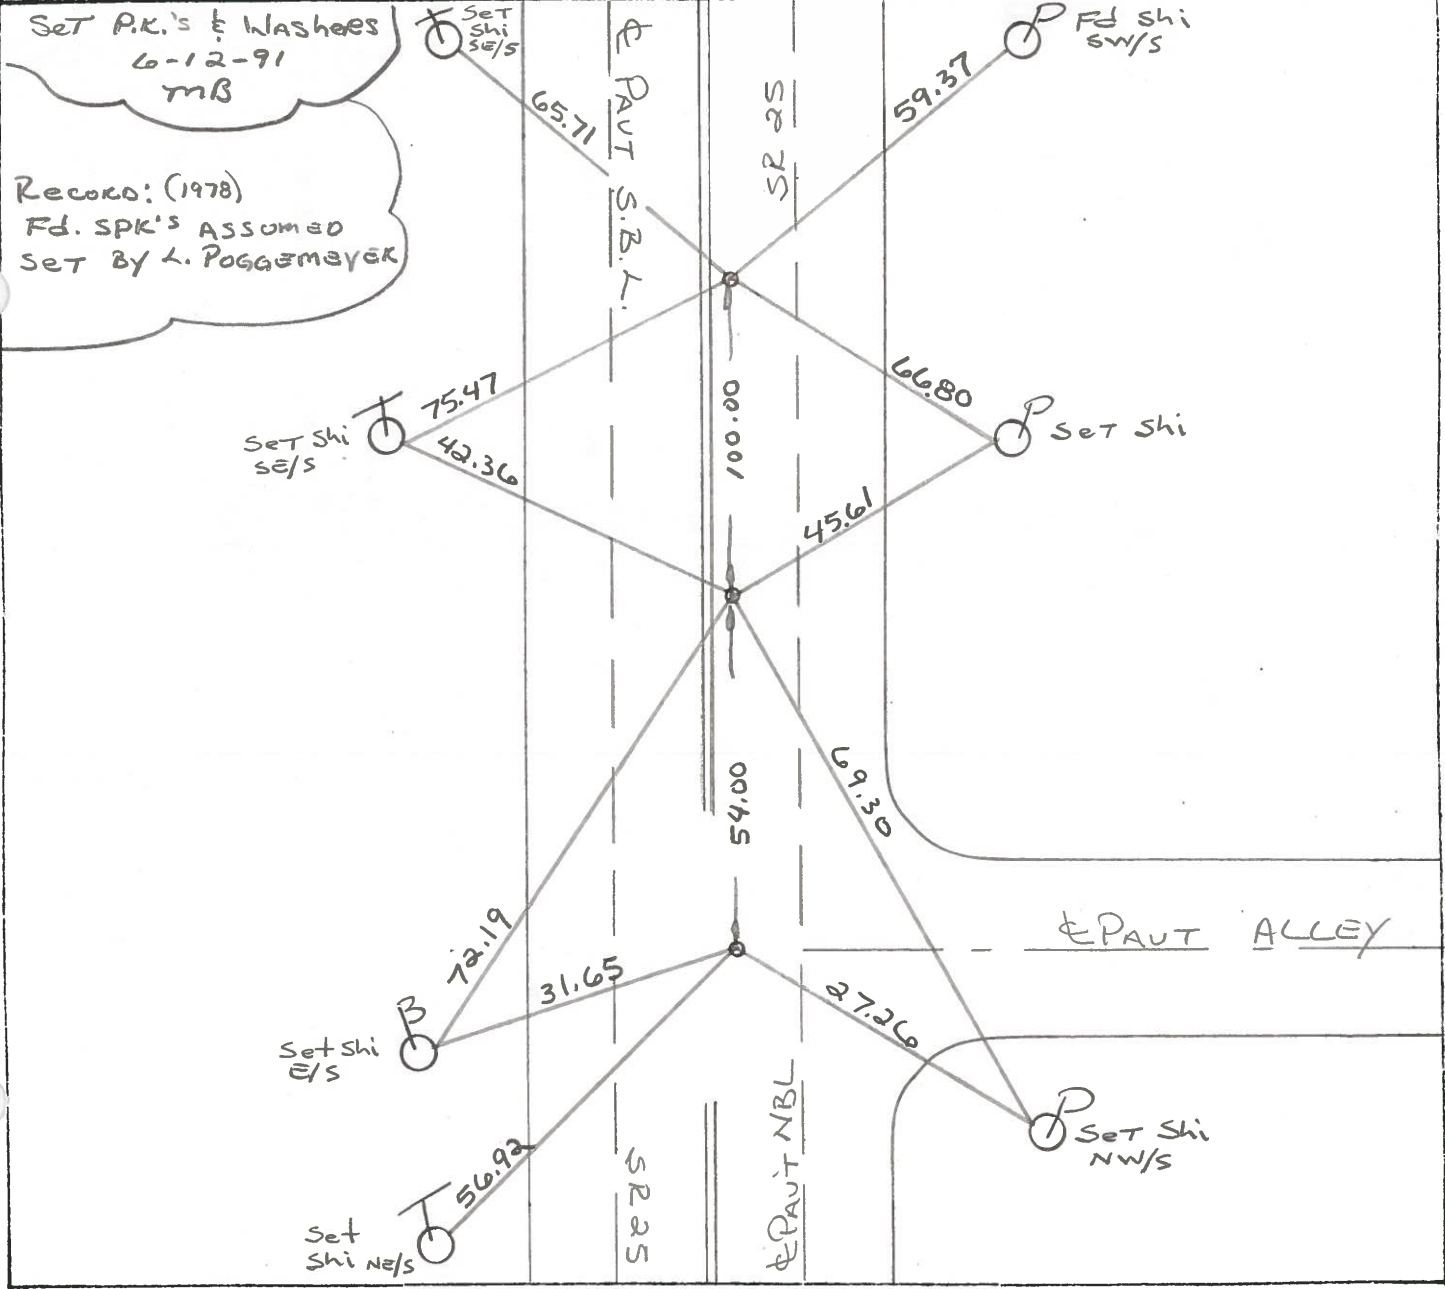 SET P.K.'s & WASHERS
6-12-91
MB
RECORD: (1978)
Fd. SPK'S ASSUMED
SET BY L. POGGEMEYER
T
SET
Shi
SE/S
65.71
℄ PAVT S.B.L.
SR 25
59.37
P
Fd Shi
SW/S
T
SET Shi
SE/S
75.47
42.36
100.00
66.80
45.61
P
SET Shi
54.00
69.30
72.19
31.65
27.26
℄ PAVT ALLEY
B
Set Shi
E/S
P
SET Shi
NW/S
56.92
T
Set
Shi NE/S
SR 25
℄ PAV'T NBL